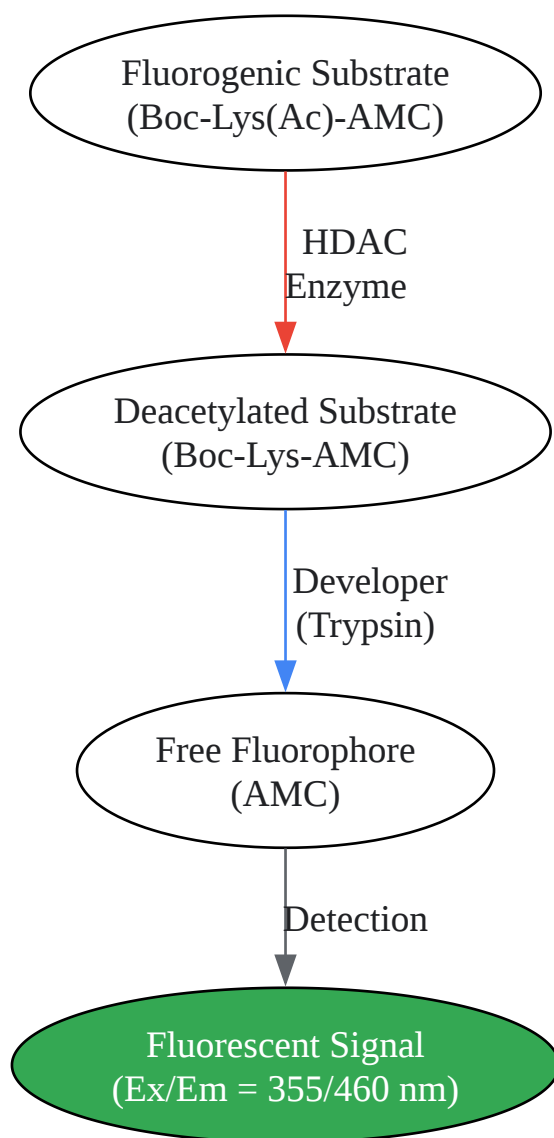 Fluorogenic Substrate
(Boc-Lys(Ac)-AMC)
HDAC
Enzyme
Deacetylated Substrate
(Boc-Lys-AMC)
Developer
(Trypsin)
Free Fluorophore
(AMC)
Detection
Fluorescent Signal
(Ex/Em = 355/460 nm)